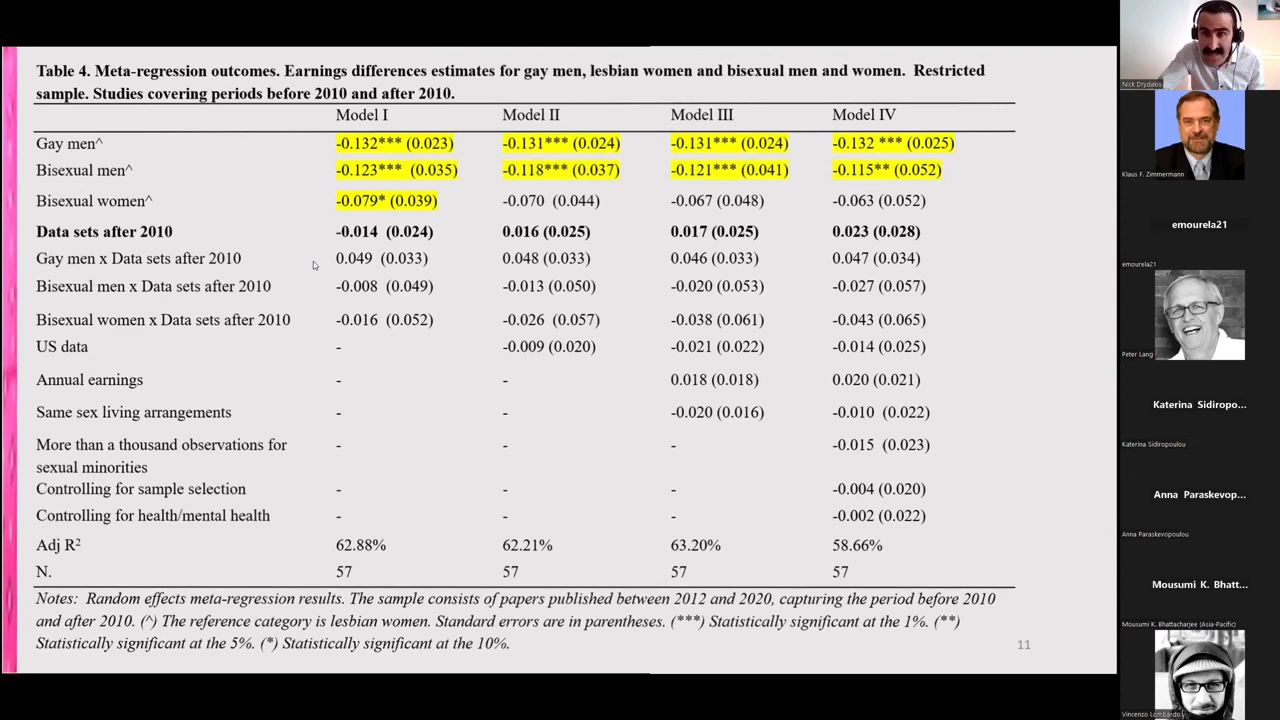 Table 4. Meta-regression outcomes. Earnings differences estimates for gay men, lesbian women and bisexual men and women.  Restricted
sample. Studies covering periods before 2010 and after 2010.
Model I Model II Model III Model IV
Gay men^ -0.132*** (0.023) -0.131*** (0.024) -0.131*** (0.024) -0.132 *** (0.025)
Bisexual men^ -0.123*** (0.035) -0.118*** (0.037) -0.121*** (0.041) -0.115** (0.052)
Bisexual women^ -0.079* (0.039) -0.070 (0.044) -0.067 (0.048) -0.063 (0.052)
Data sets after 2010 -0.014 (0.024) 0.016 (0.025) 0.017 (0.025) 0.023 (0.028)
Gay men x Data sets after 2010 0.049 (0.033) 0.048 (0.033) 0.046 (0.033) 0.047 (0.034)
Bisexual men x Data sets after 2010 -0.008 (0.049) -0.013 (0.050) -0.020 (0.053) -0.027 (0.057)
Bisexual women x Data sets after 2010 -0.016 (0.052) -0.026 (0.057) -0.038 (0.061) -0.043 (0.065)
US data - -0.009 (0.020) -0.021 (0.022) -0.014 (0.025)
Annual earnings - - 0.018 (0.018) 0.020 (0.021)
Same sex living arrangements - - -0.020 (0.016) -0.010 (0.022)
More than a thousand observations for
sexual minorities - - - -0.015 (0.023)
Controlling for sample selection - - - -0.004 (0.020)
Controlling for health/mental health - - - -0.002 (0.022)
Adj R² 62.88% 62.21% 63.20% 58.66%
N. 57 57 57 57
Notes: Random effects meta-regression results. The sample consists of papers published between 2012 and 2020, capturing the period before 2010
and after 2010. (^) The reference category is lesbian women. Standard errors are in parentheses. (***) Statistically significant at the 1%. (**)
Statistically significant at the 5%. (*) Statistically significant at the 10%.
11
Nick Drydakis
Klaus F. Zimmermann
emourela21
emourela21
Peter Lang
Katerina Sidiropo...
Katerina Sidiropoulou
Anna Paraskevop...
Anna Paraskevopoulou
Mousumi K. Bhatt...
Mousumi K. Bhattacharjee (Asia-Pacific)
Vincenzo Lombardo